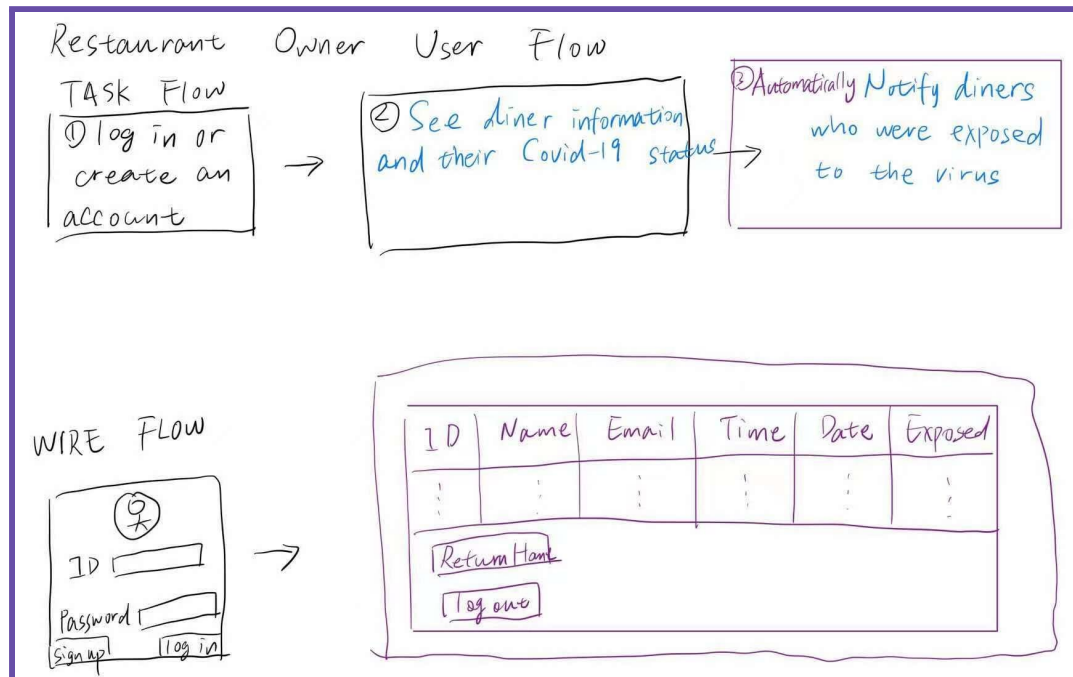 Restaurant Owner User Flow
TASK Flow
① log in or
create an
account
② See diner information
and their Covid-19 status
③ Automatically Notify diners
who were exposed
to the virus
WIRE FLOW
ID
Password
Sign up log in
ID Name Email Time Date Exposed
Return
log out